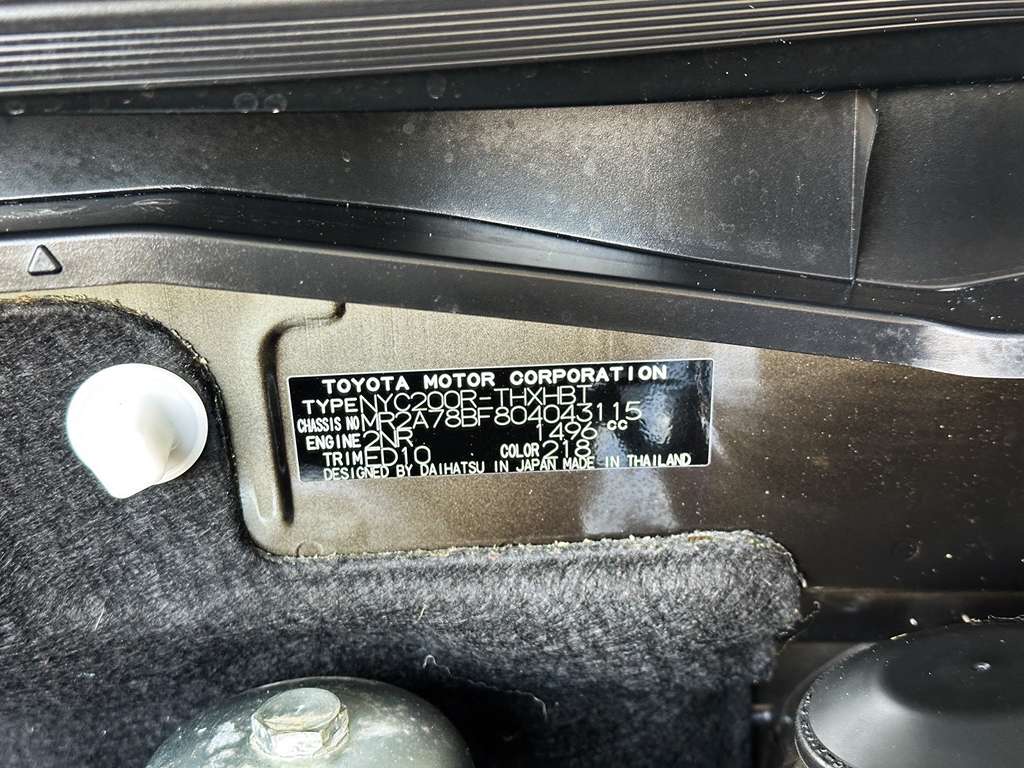 TOYOTA MOTOR CORPORATION
TYPE NYC200R-THXHBT
CHASSIS NO MR2A78BF804043115
ENGINE 2NR 1496 CC
TRIM FD10 COLOR 218
DESIGNED BY DAIHATSU IN JAPAN MADE IN THAILAND